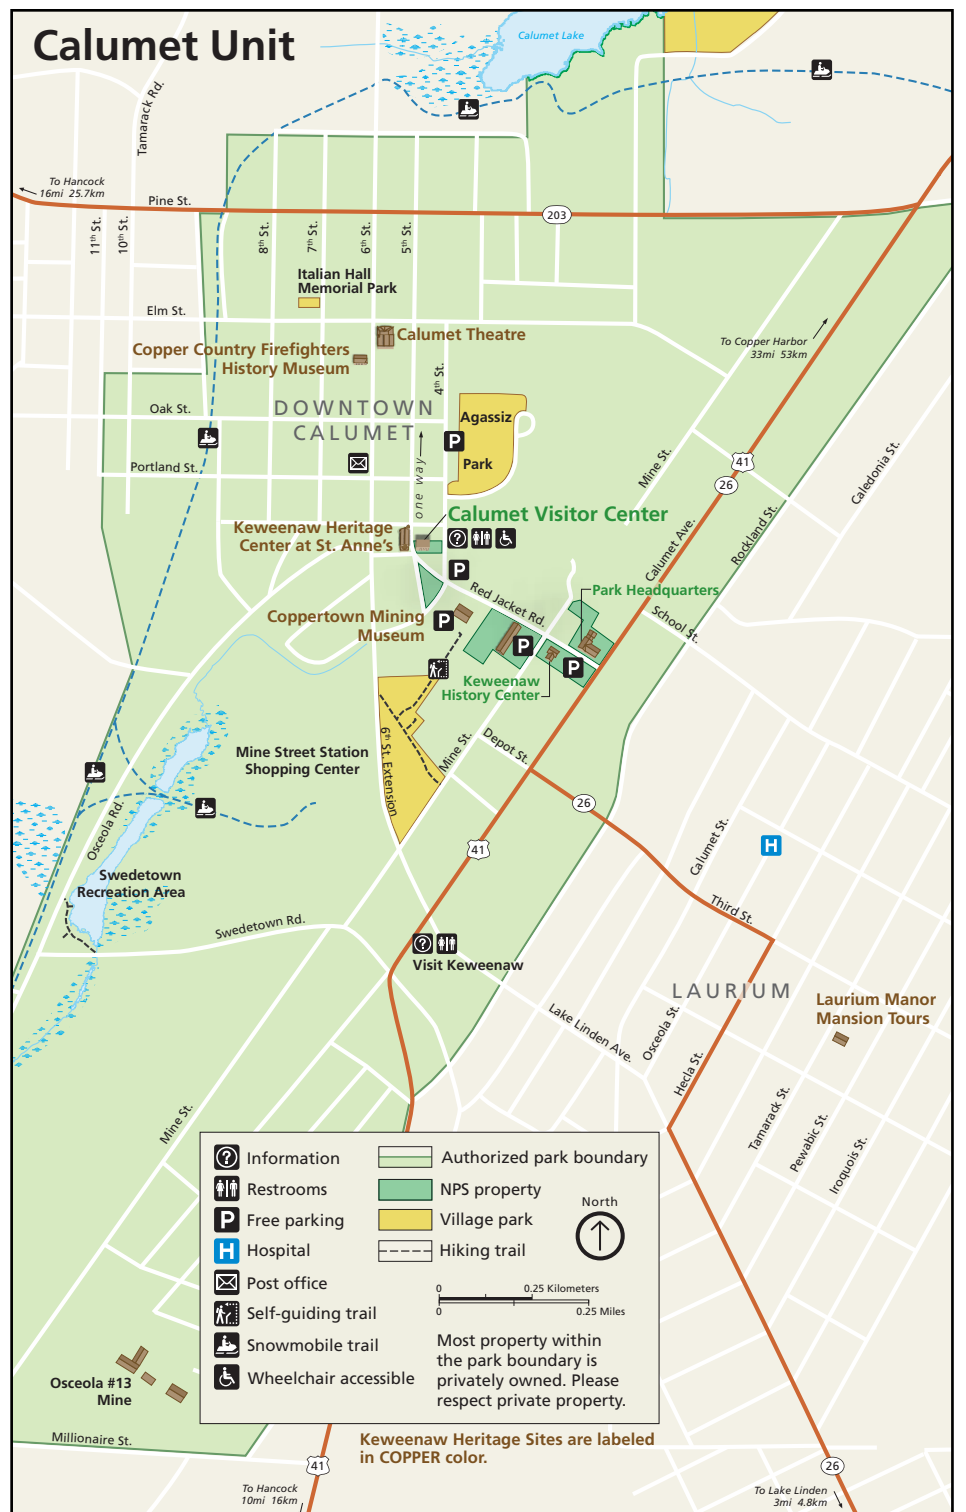 Calumet Unit
Calumet Lake
Tamarack Rd.
To Hancock
16mi 25.7km
Pine St.
203
11th St.
10th St.
8th St.
7th St.
6th St.
5th St.
Italian Hall
Memorial Park
Elm St.
Calumet Theatre
Copper Country Firefighters
History Museum
To Copper Harbor
33mi 53km
4th St.
Oak St.
DOWNTOWN
CALUMET
Agassiz
Park
P
Portland St.
one way
Mine St.
41
26
Caledonia St.
Calumet Visitor Center
Keweenaw Heritage
Center at St. Anne's
?
Calumet Ave.
Rockland St.
P
Red Jacket Rd.
Park Headquarters
School St.
Coppertown Mining
Museum
P
P
P
Keweenaw
History Center
Mine Street Station
Shopping Center
6th St. Extension
Mine St.
Depot St.
26
41
Osceola Rd.
Calumet St.
H
Swedetown
Recreation Area
Third St.
Swedetown Rd.
?
Visit Keweenaw
LAURIUM
Laurium Manor
Mansion Tours
Lake Linden Ave.
Osceola St.
Hecla St.
Mine St.
Tamarack St.
Pewabic St.
Iroquois St.
? Information
Restrooms
P Free parking
H Hospital
Post office
Self-guiding trail
Snowmobile trail
Wheelchair accessible
Authorized park boundary
NPS property
Village park
Hiking trail
North
0 0.25 Kilometers
0 0.25 Miles
Most property within
the park boundary is
privately owned. Please
respect private property.
Osceola #13
Mine
Millionaire St.
Keweenaw Heritage Sites are labeled
in COPPER color.
41
26
To Hancock
10mi 16km
To Lake Linden
3mi 4.8km